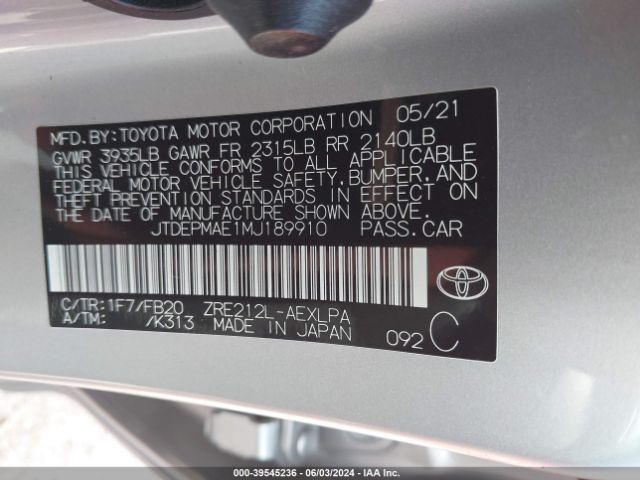 MFD.BY:TOYOTA MOTOR CORPORATION 05/21
GVWR 3935LB GAWR FR 2315LB RR 2140LB
THIS VEHICLE CONFORMS TO ALL APPLICABLE
FEDERAL MOTOR VEHICLE SAFETY,BUMPER,AND
THEFT PREVENTION STANDARDS IN EFFECT ON
THE DATE OF MANUFACTURE SHOWN ABOVE.
JTDEPMAE1MJ189910 PASS.CAR
C/TR:1F7/FB20 ZRE212L-AEXLPA
A/TM: /K313 MADE IN JAPAN 092 C
000-39545236 - 06/03/2024 - IAA Inc.